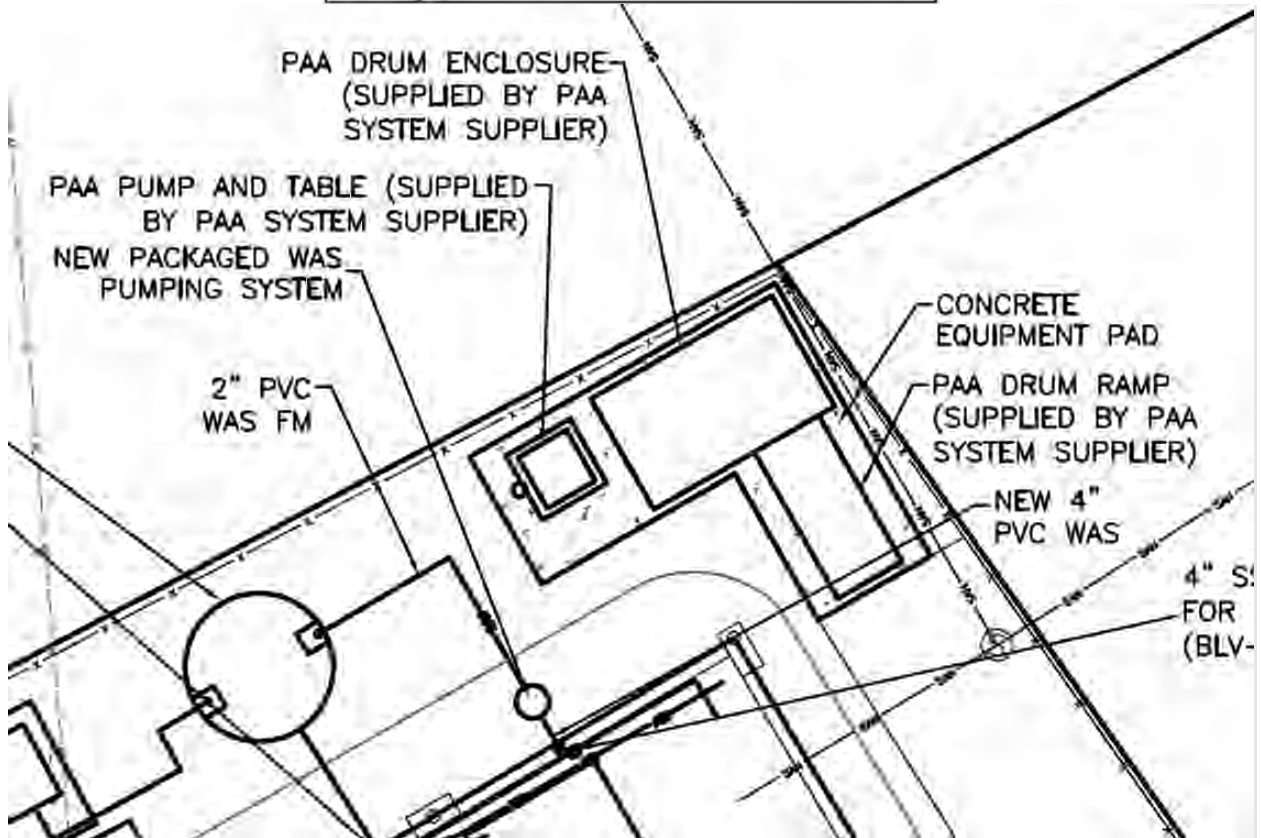 PAA DRUM ENCLOSURE
(SUPPLIED BY PAA
SYSTEM SUPPLIER)
PAA PUMP AND TABLE (SUPPLIED
BY PAA SYSTEM SUPPLIER)
NEW PACKAGED WAS
PUMPING SYSTEM
2" PVC
WAS FM
CONCRETE
EQUIPMENT PAD
PAA DRUM RAMP
(SUPPLIED BY PAA
SYSTEM SUPPLIER)
NEW 4"
PVC WAS
4"
FOR
(BLV-